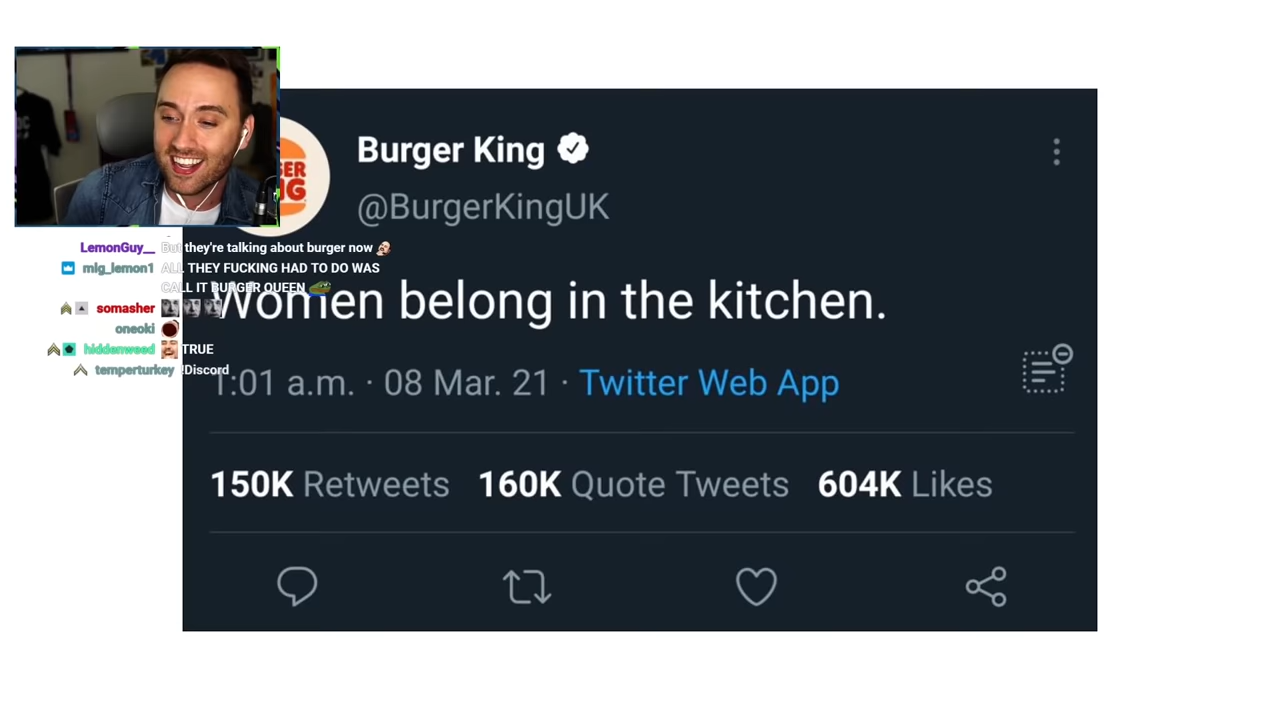 Burger King
@BurgerKingUK
LemonGuy__ But they're talking about burger now
mlg_lemon1 ALL THEY FUCKING HAD TO DO WAS
CALL IT BURGER QUEEN
somasher
oneoki
hiddenweed TRUE
temperturkey !Discord
Women belong in the kitchen.
1:01 a.m. · 08 Mar. 21 · Twitter Web App
150K Retweets 160K Quote Tweets 604K Likes